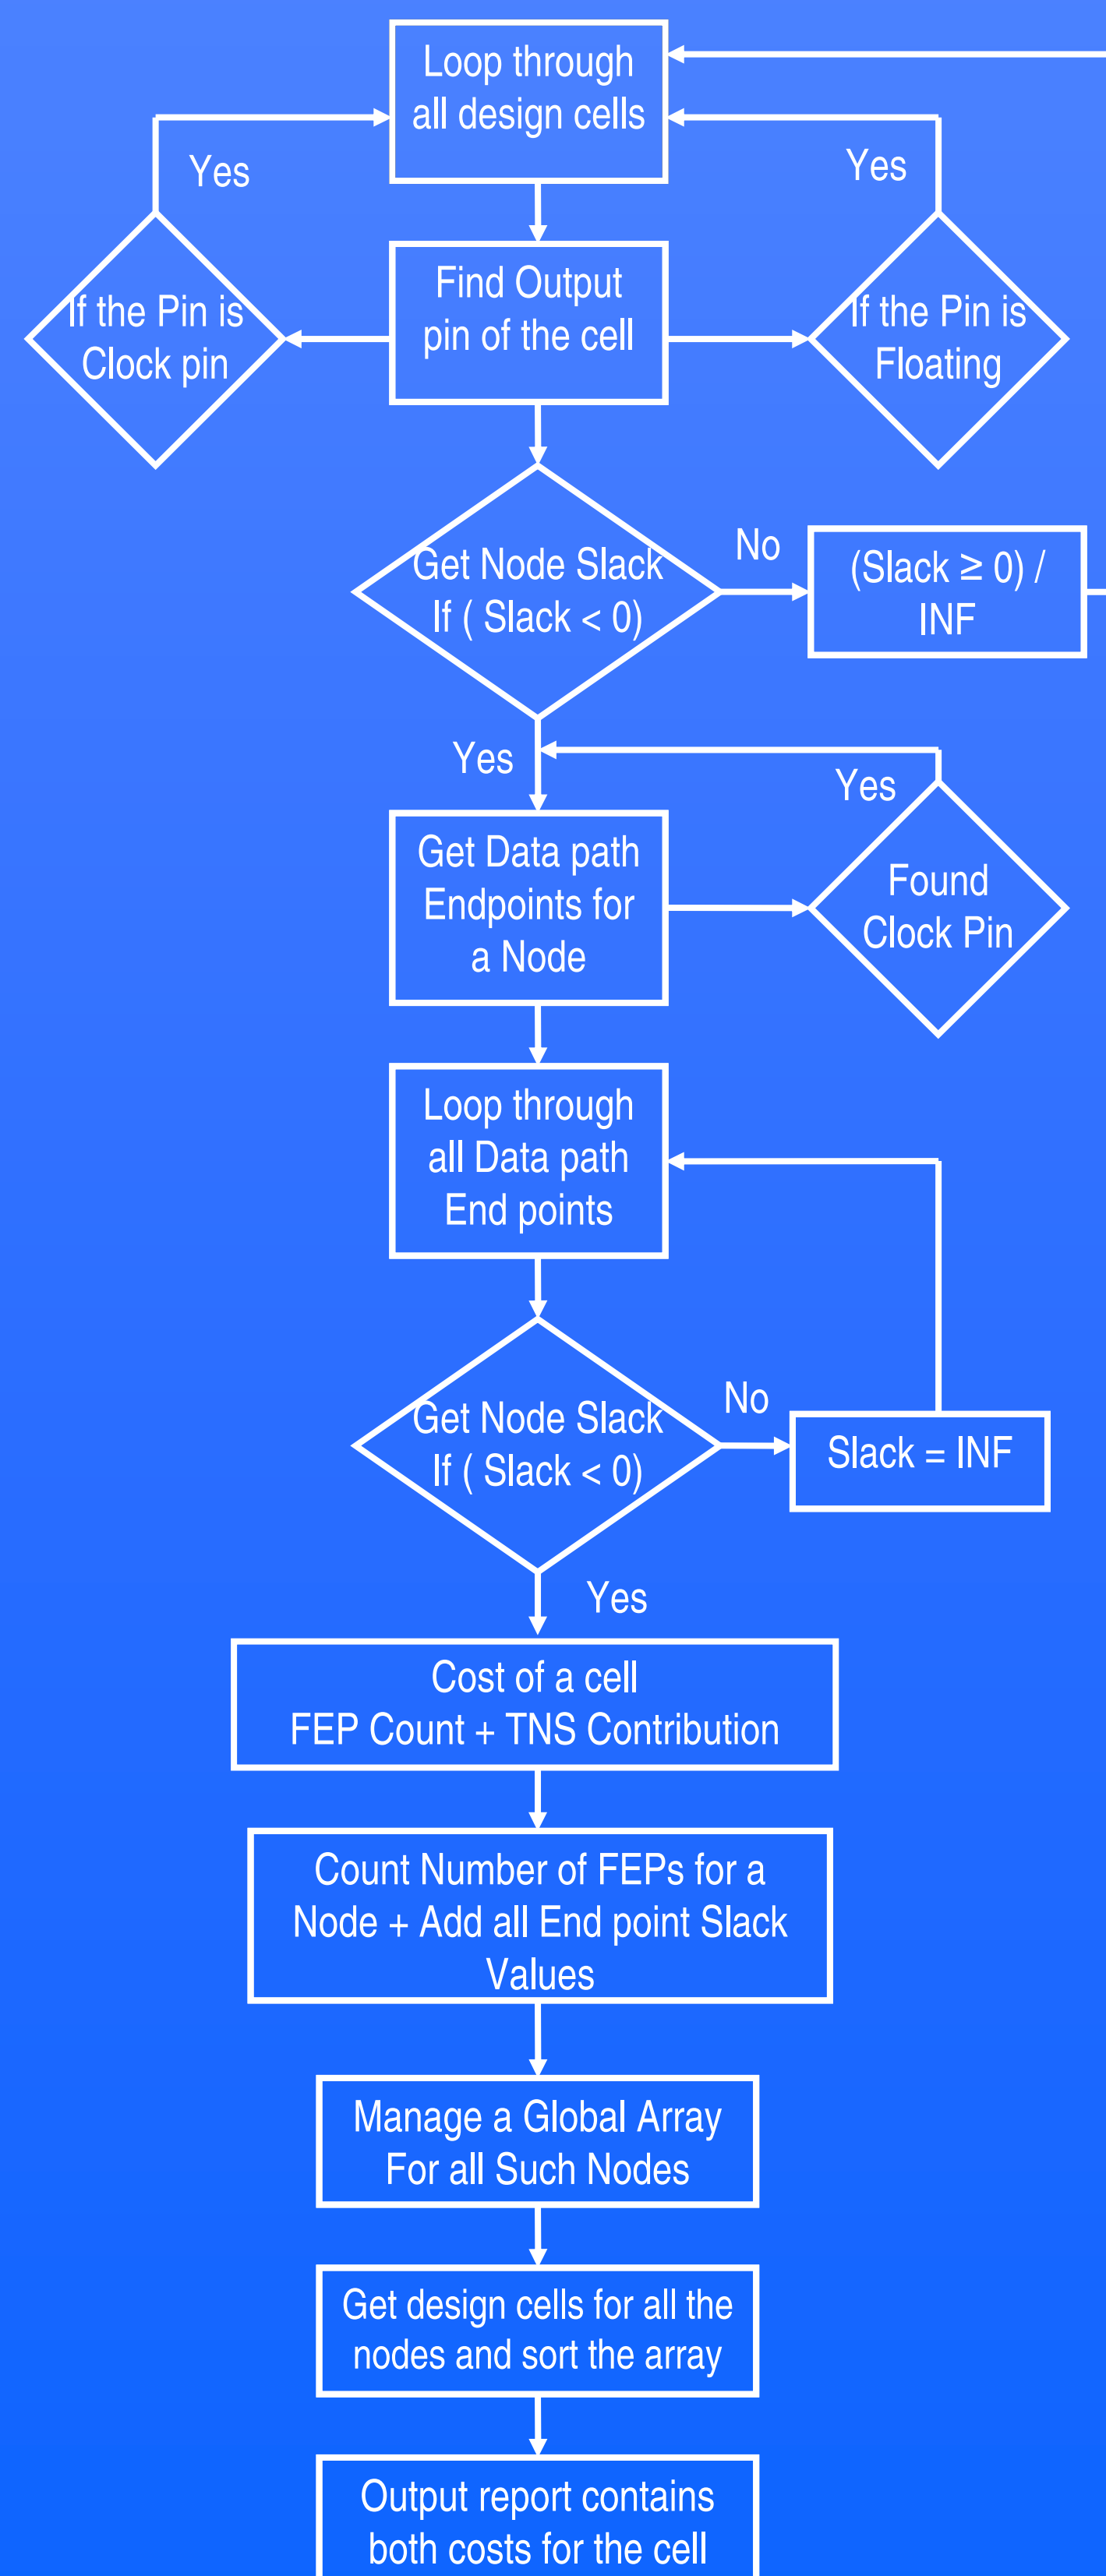 Loop through
all design cells
Yes
Yes
If the Pin is
Clock pin
Find Output
pin of the cell
If the Pin is
Floating
Get Node Slack
If ( Slack < 0)
No
(Slack ≥ 0) /
INF
Yes
Yes
Get Data path
Endpoints for
a Node
Found
Clock Pin
Loop through
all Data path
End points
Get Node Slack
If ( Slack < 0)
No
Slack = INF
Yes
Cost of a cell
FEP Count + TNS Contribution
Count Number of FEPs for a
Node + Add all End point Slack
Values
Manage a Global Array
For all Such Nodes
Get design cells for all the
nodes and sort the array
Output report contains
both costs for the cell